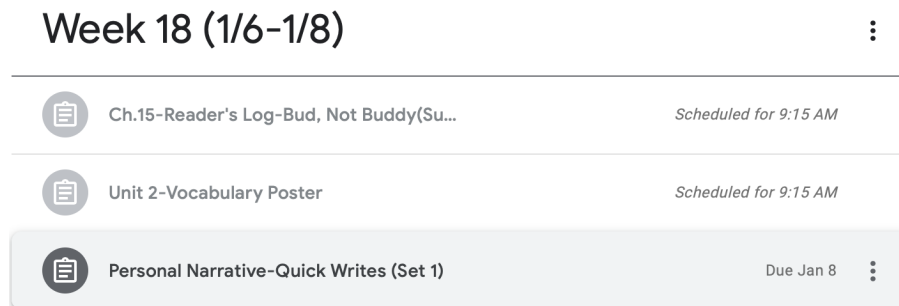 Week 18 (1/6-1/8)
Ch.15-Reader's Log-Bud, Not Buddy(Su... Scheduled for 9:15 AM
Unit 2-Vocabulary Poster Scheduled for 9:15 AM
Personal Narrative-Quick Writes (Set 1) Due Jan 8